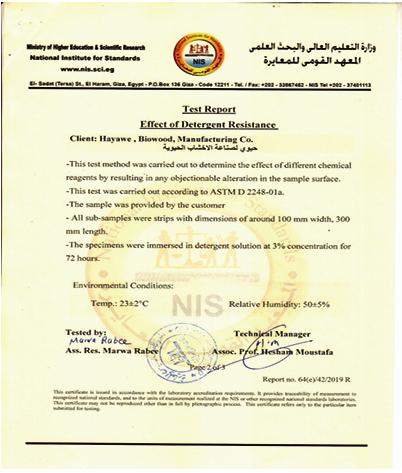 Ministry of Higher Education & Scientific Research
National Institute for Standards
www.nis.sci.eg
NIS
وزارة التعليم العالى والبحث العلمى
المعهد القومى للمعايرة
El- Sadat (Tersa) St., El Haram, Giza, Egypt - P.O.Box 136 Giza - Code 12211 - Tel. / Fax: +202 - 33867452 - NIS Tel +202 - 37401113
Test Report
Effect of Detergent Resistance
Client: Hayawe , Biowood, Manufacturing Co.
حيوي لصناعة الاخشاب الحيوية
-This test method was carried out to determine the effect of different chemical
reagents by resulting in any objectionable alteration in the sample surface.
-This test was carried out according to ASTM D 2248-01a.
-The sample was provided by the customer
- All sub-samples were strips with dimensions of around 100 mm width, 300
mm length.
-The specimens were immersed in detergent solution at 3% concentration for
72 hours.
Environmental Conditions:
Temp.: 23±2°C Relative Humidity: 50±5%
NIS
Tested by: Technical Manager
Marwa Rabee
Ass. Res. Marwa Rabee Assoc. Prof. Hesham Moustafa
Page 2 of 3
Report no. 64(e)/42/2019 R
This certificate is issued in accordance with the laboratory accreditation requirements. It provides traceability of measurement to
recognized national standards, and to the units of measurement realized at the NIS or other recognized national standards laboratories.
This certificate may not be reproduced other than in full by photographic process. This certificate refers only to the particular item
submitted for testing.